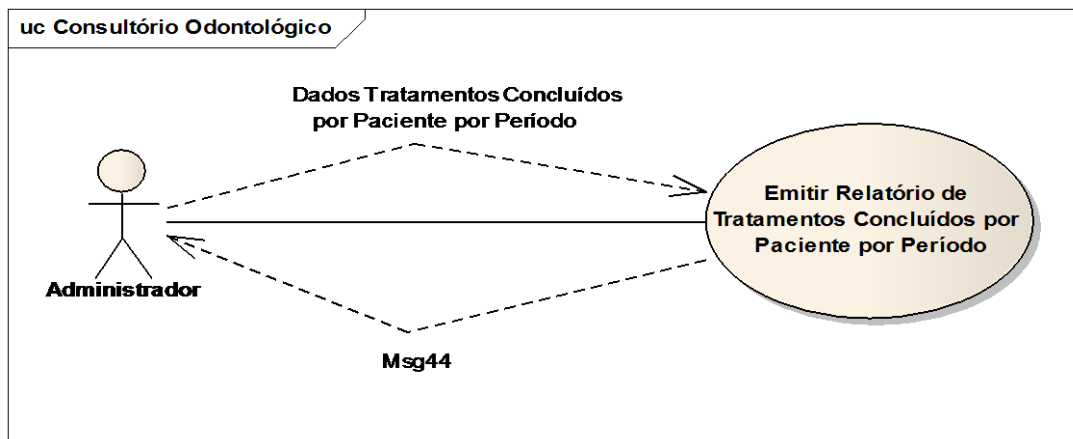 uc Consultório Odontológico
Dados Tratamentos Concluídos
por Paciente por Período
Emitir Relatório de
Tratamentos Concluídos por
Paciente por Período
Administrador
Msg44